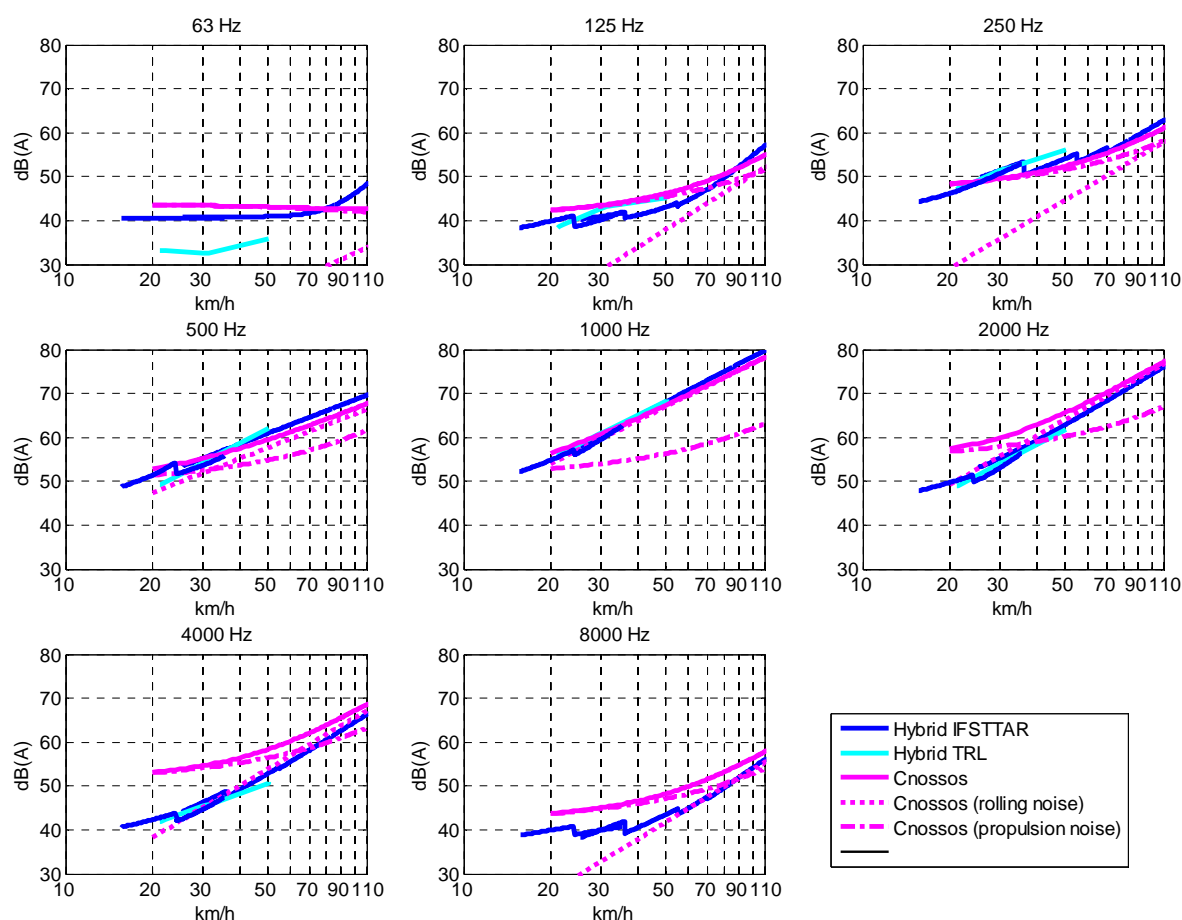 63 Hz
125 Hz
250 Hz
80
70
60
50
40
30
dB(A)
10 20 30 50 70 90 110
km/h
80
70
60
50
40
30
dB(A)
10 20 30 50 70 90 110
km/h
80
70
60
50
40
30
dB(A)
10 20 30 50 70 90 110
km/h
500 Hz
1000 Hz
2000 Hz
80
70
60
50
40
30
dB(A)
10 20 30 50 70 90 110
km/h
80
70
60
50
40
30
dB(A)
10 20 30 50 70 90 110
km/h
80
70
60
50
40
30
dB(A)
10 20 30 50 70 90 110
km/h
4000 Hz
8000 Hz
80
70
60
50
40
30
dB(A)
10 20 30 50 70 90 110
km/h
80
70
60
50
40
30
dB(A)
10 20 30 50 70 90 110
km/h
Hybrid IFSTTAR
Hybrid TRL
Cnossos
Cnossos (rolling noise)
Cnossos (propulsion noise)